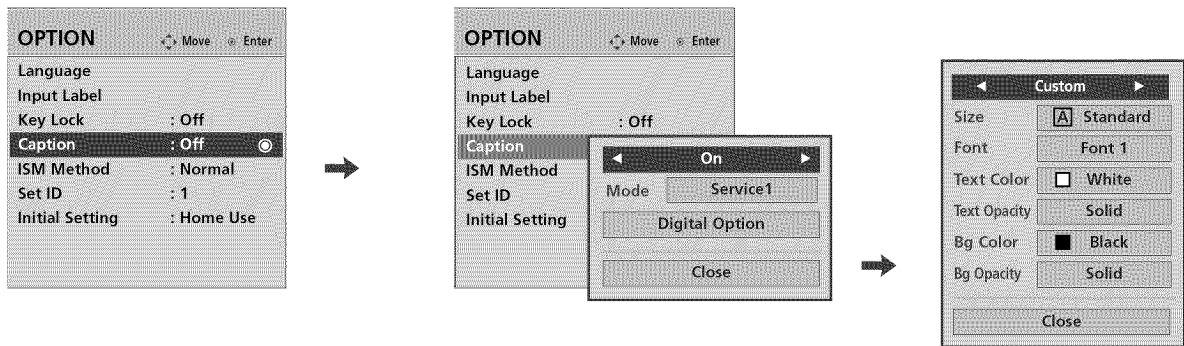 OPTION Move Enter
Language
Input Label
Key Lock : Off
Caption : Off
ISM Method : Normal
Set ID : 1
Initial Setting : Home Use
OPTION Move Enter
Language
Input Label
Key Lock : Off
Caption
ISM Method
Set ID
Initial Setting
On
Mode Service1
Digital Option
Close
Custom
Size A Standard
Font Font 1
Text Color White
Text Opacity Solid
Bg Color Black
Bg Opacity Solid
Close